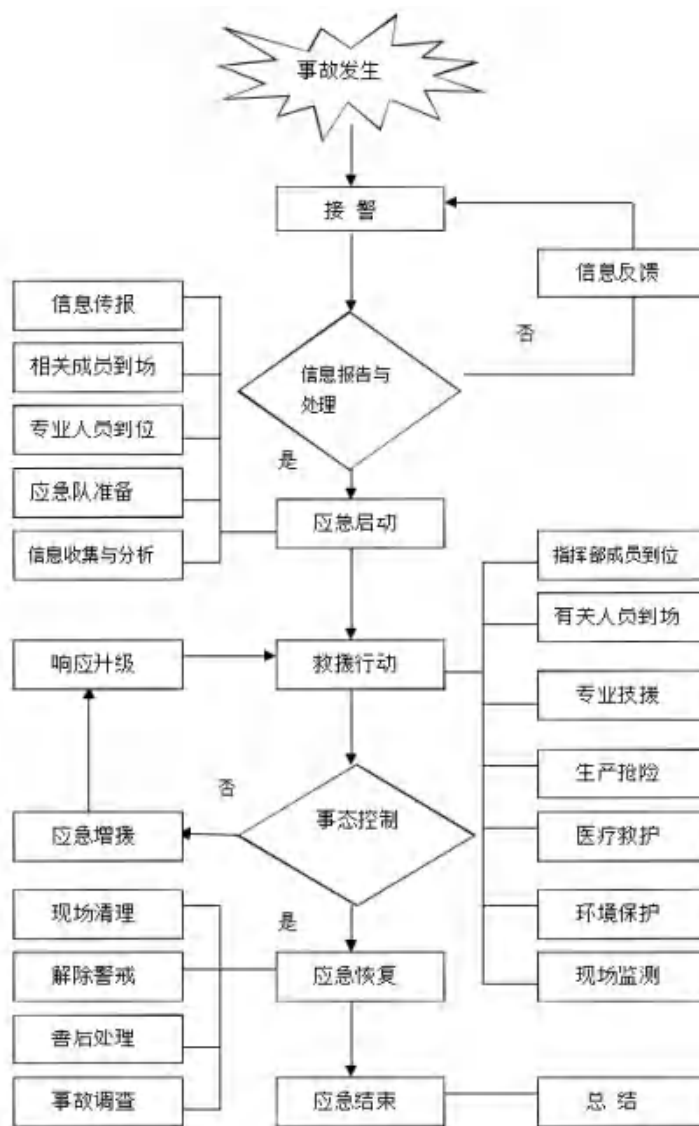 事故发生
接 警
信息反馈
信息传报
否
相关成员到场
信息报告与
处理
专业人员到位
是
应急队准备
应急启动
信息收集与分析
指挥部成员到位
有关人员到场
响应升级
救援行动
专业技援
否
生产抢险
应急增援
事态控制
医疗救护
现场清理
是
环境保护
解除警戒
应急恢复
现场监测
善后处理
事故调查
应急结束
总 结